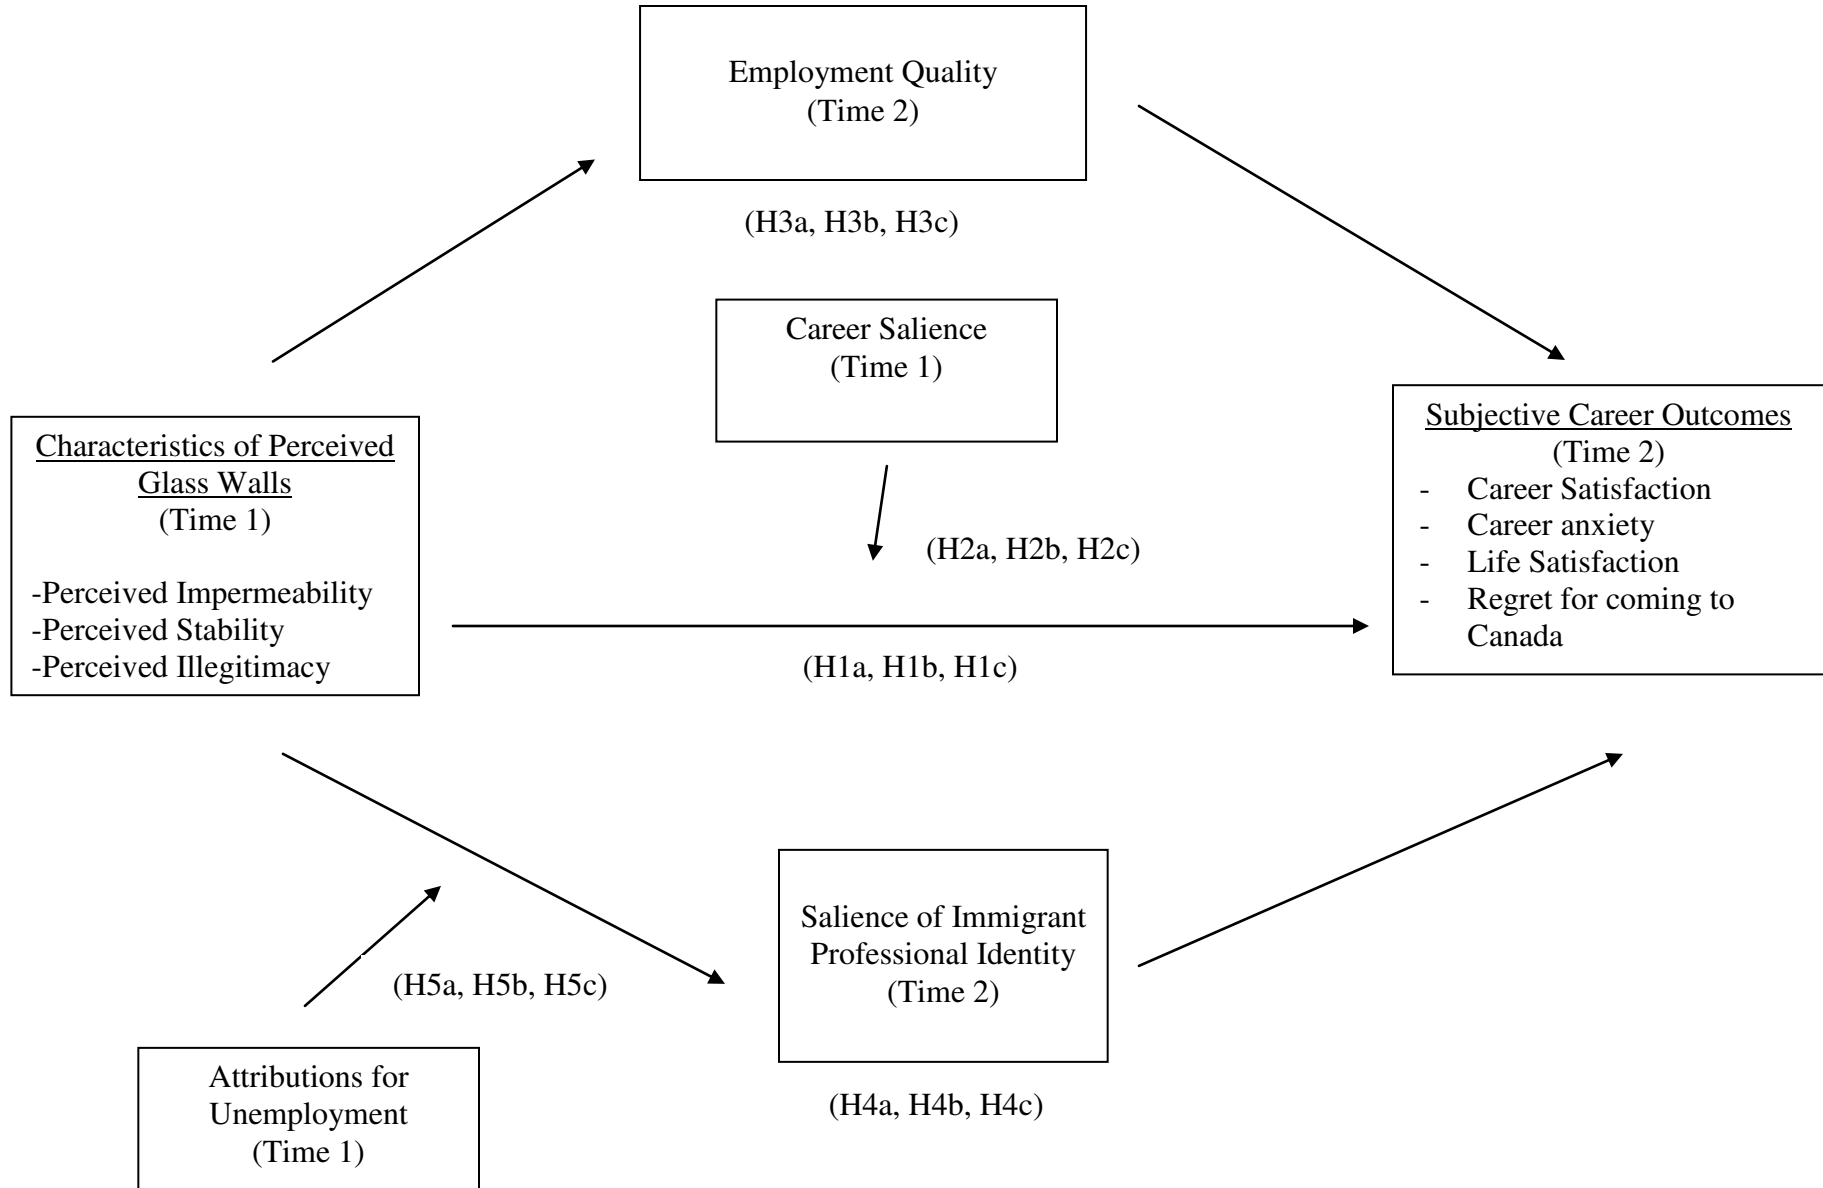 Employment Quality
(Time 2)
(H3a, H3b, H3c)
Career Salience
(Time 1)
Characteristics of Perceived
Glass Walls
(Time 1)
-Perceived Impermeability
-Perceived Stability
-Perceived Illegitimacy
Subjective Career Outcomes
(Time 2)
- Career Satisfaction
- Career anxiety
- Life Satisfaction
- Regret for coming to
Canada
(H2a, H2b, H2c)
(H1a, H1b, H1c)
Salience of Immigrant
Professional Identity
(Time 2)
(H5a, H5b, H5c)
Attributions for
Unemployment
(Time 1)
(H4a, H4b, H4c)